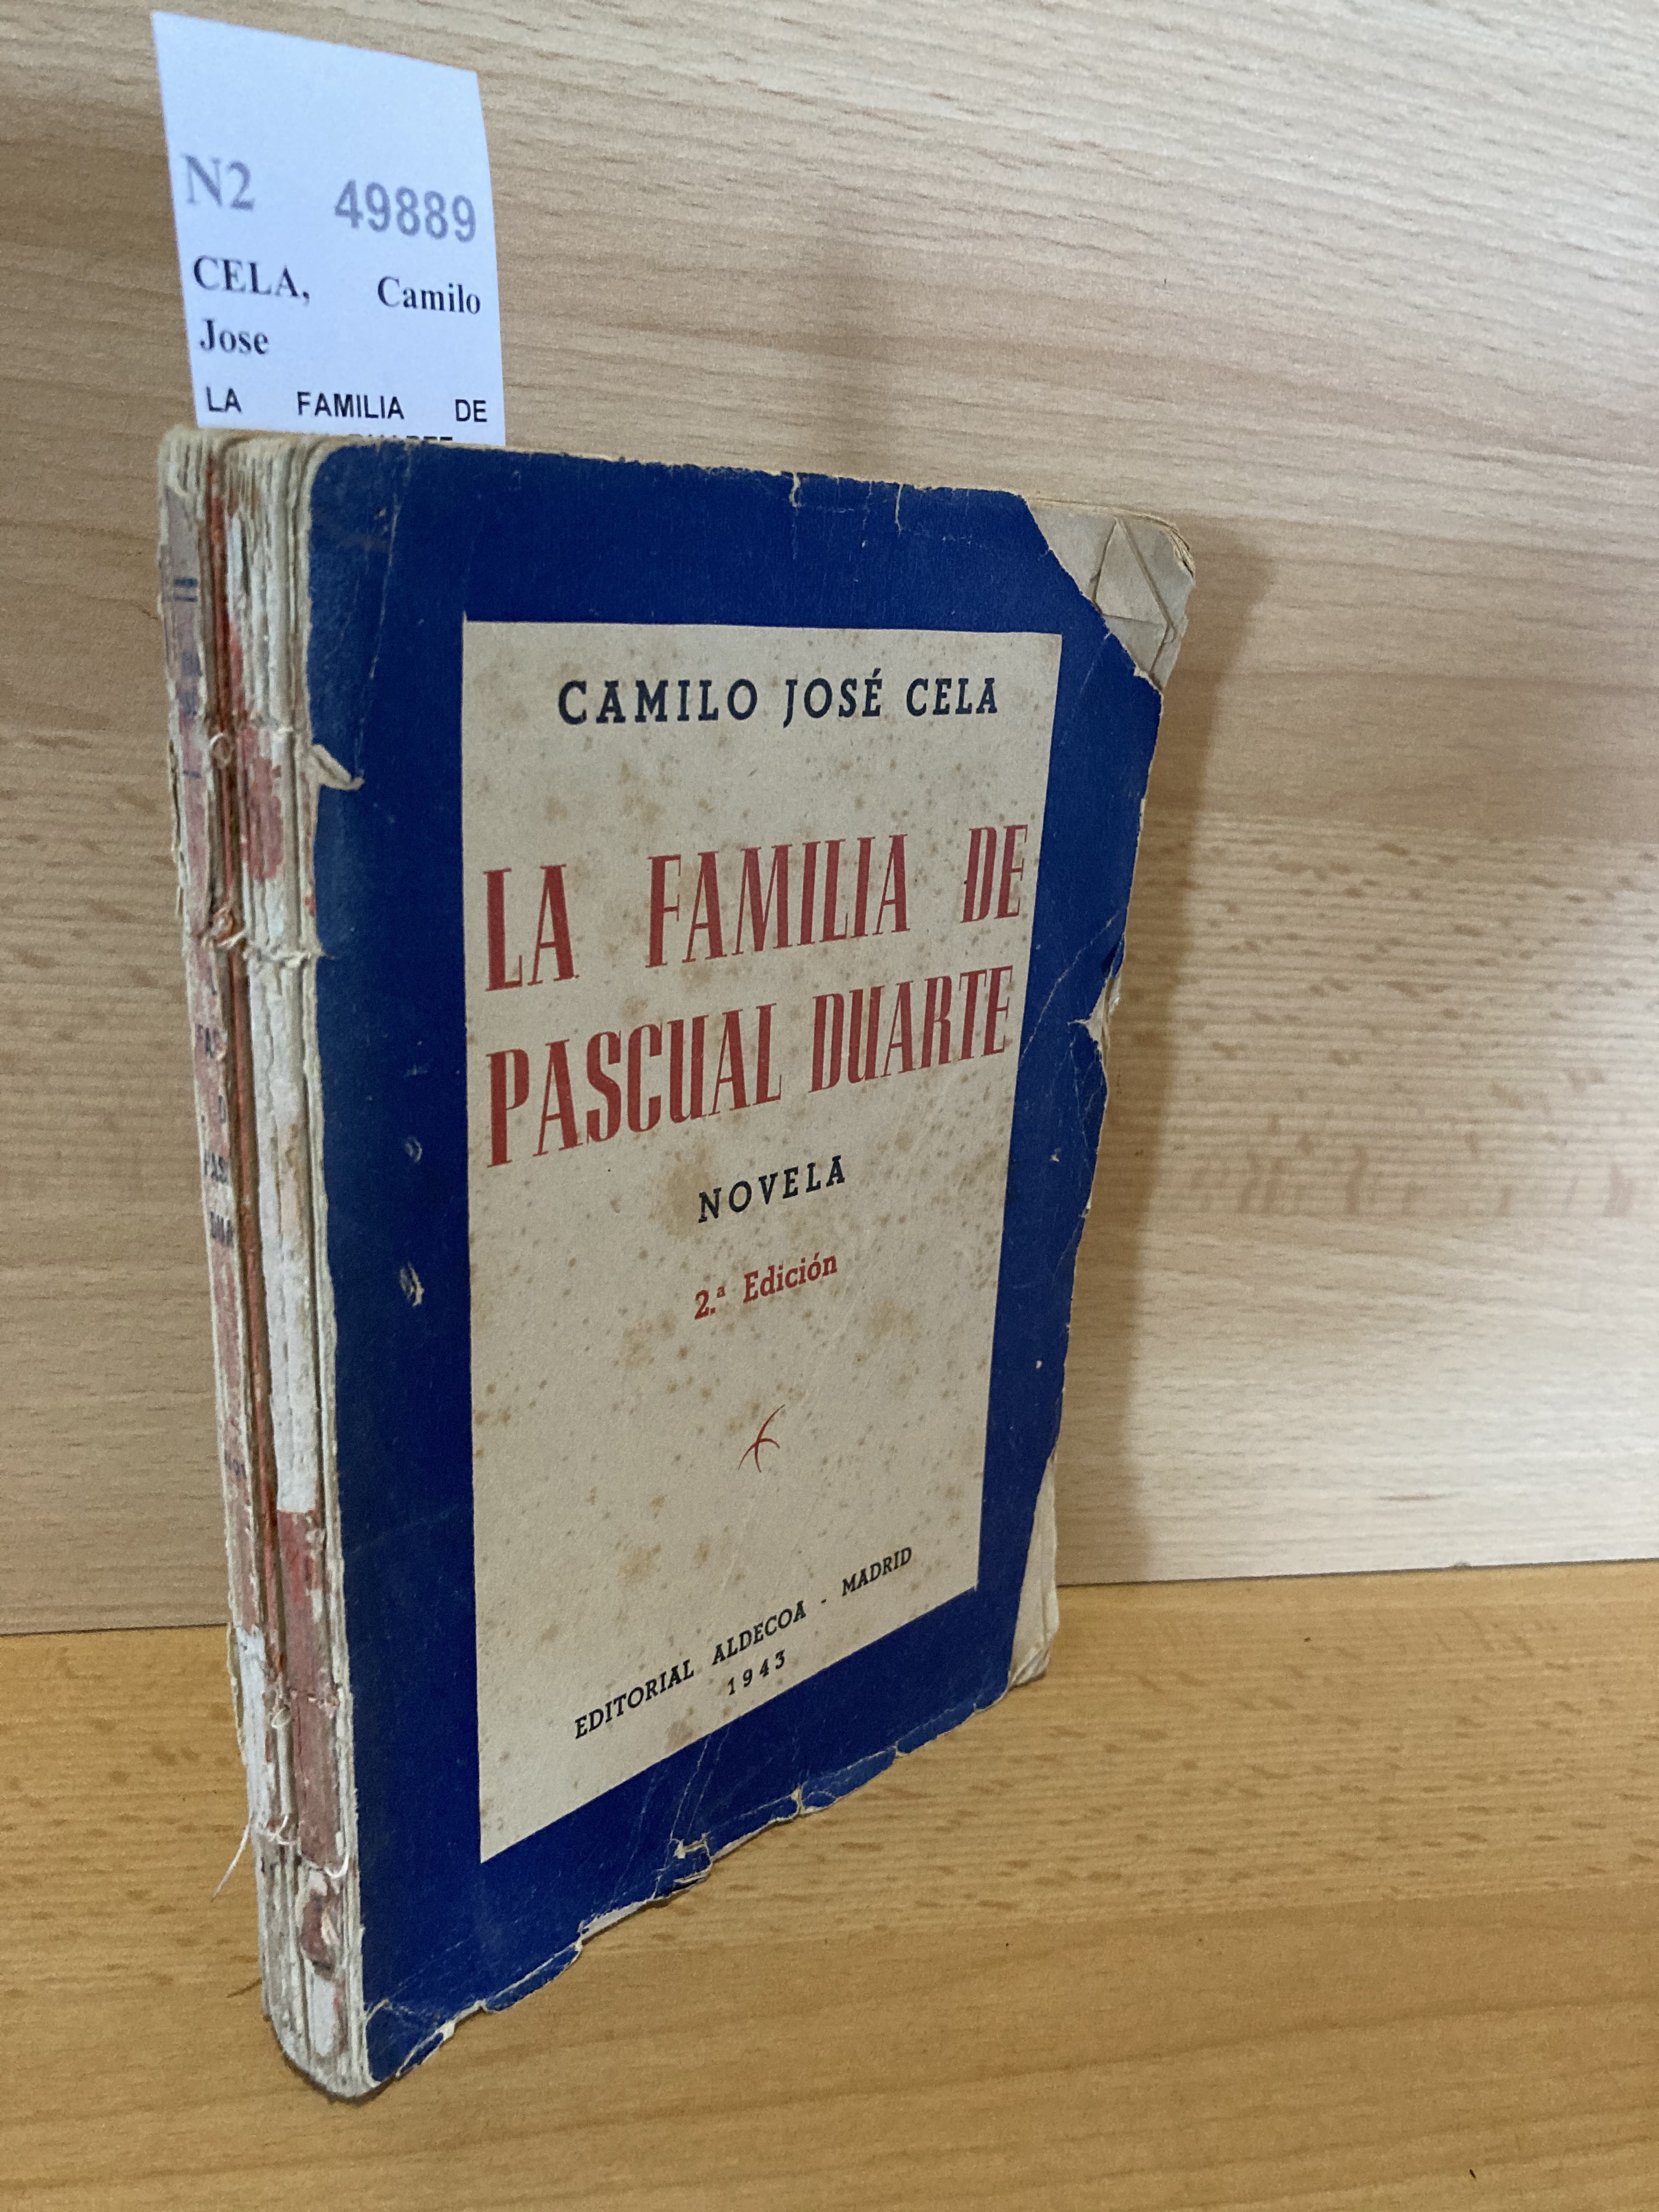 N2 49889
CELA, Camilo
Jose
LA FAMILIA DE
CAMILO JOSÉ CELA
LA FAMILIA DE
PASCUAL DUARTE
NOVELA
2.ª Edición
EDITORIAL ALDECOA - MADRID
1943